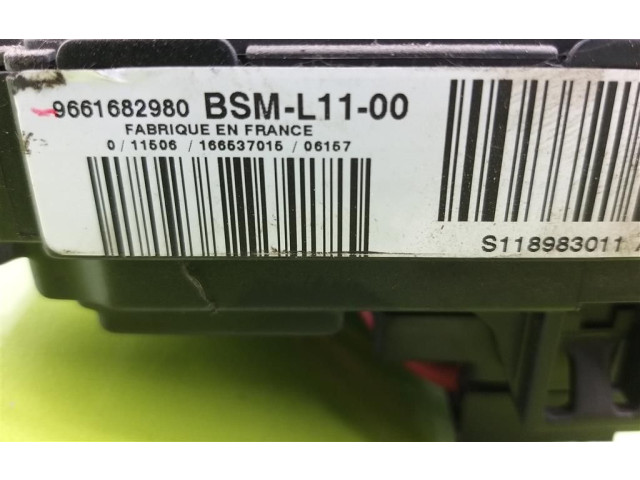 9661682980 BSM-L11-00
FABRIQUE EN FRANCE
0 / 11506 / 166537015 / 06157
S118983011